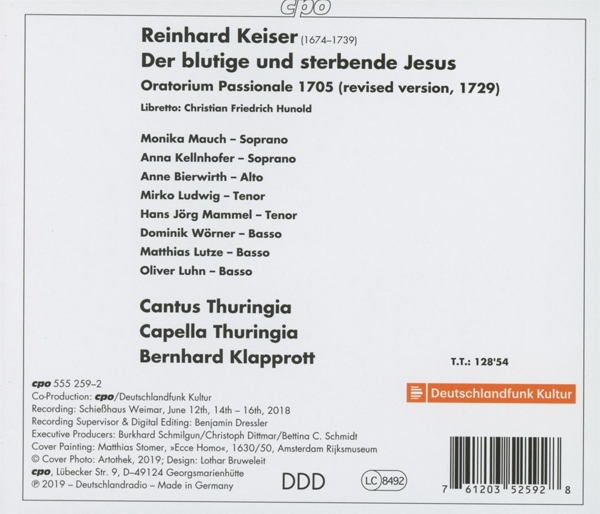 cpo
Reinhard Keiser (1674–1739)
Der blutige und sterbende Jesus
Oratorium Passionale 1705 (revised version, 1729)
Libretto: Christian Friedrich Hunold
Monika Mauch – Soprano
Anna Kellnhofer – Soprano
Anne Bierwirth – Alto
Mirko Ludwig – Tenor
Hans Jörg Mammel – Tenor
Dominik Wörner – Basso
Matthias Lutze – Basso
Oliver Luhn – Basso
Cantus Thuringia
Capella Thuringia
Bernhard Klapprott
T.T.: 128'54
cpo 555 259–2
Co-Production: cpo/Deutschlandfunk Kultur
Recording: Schießhaus Weimar, June 12th, 14th – 16th, 2018
Recording Supervisor & Digital Editing: Benjamin Dressler
Executive Producers: Burkhard Schmilgun/Christoph Dittmar/Bettina C. Schmidt
Cover Painting: Matthias Stomer, »Ecce Homo«, 1630/50, Amsterdam Rijksmuseum
© Cover Photo: Artothek, 2019; Design: Lothar Bruweleit
cpo, Lübecker Str. 9, D–49124 Georgsmarienhütte
℗ 2019 – Deutschlandradio – Made in Germany
Deutschlandfunk Kultur
DDD
LC 8492
7 61203 52592 8